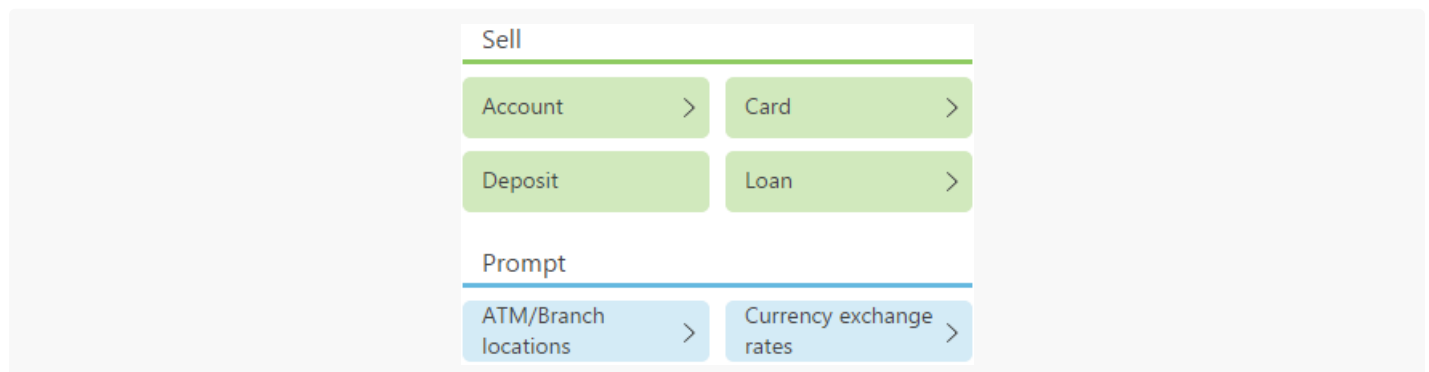 Sell
Account
Card
Deposit
Loan
Prompt
ATM/Branch
locations
Currency exchange
rates